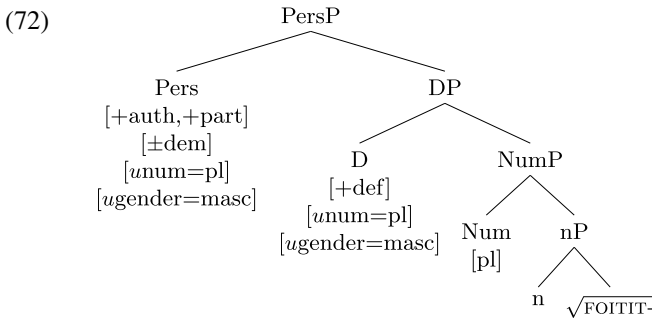 (72)
PersP
Pers
DP
[+auth,+part]
[±dem]
[unum=pl]
[ugender=masc]
D
NumP
[+def]
[unum=pl]
[ugender=masc]
Num
nP
[pl]
n
√FOITIT-